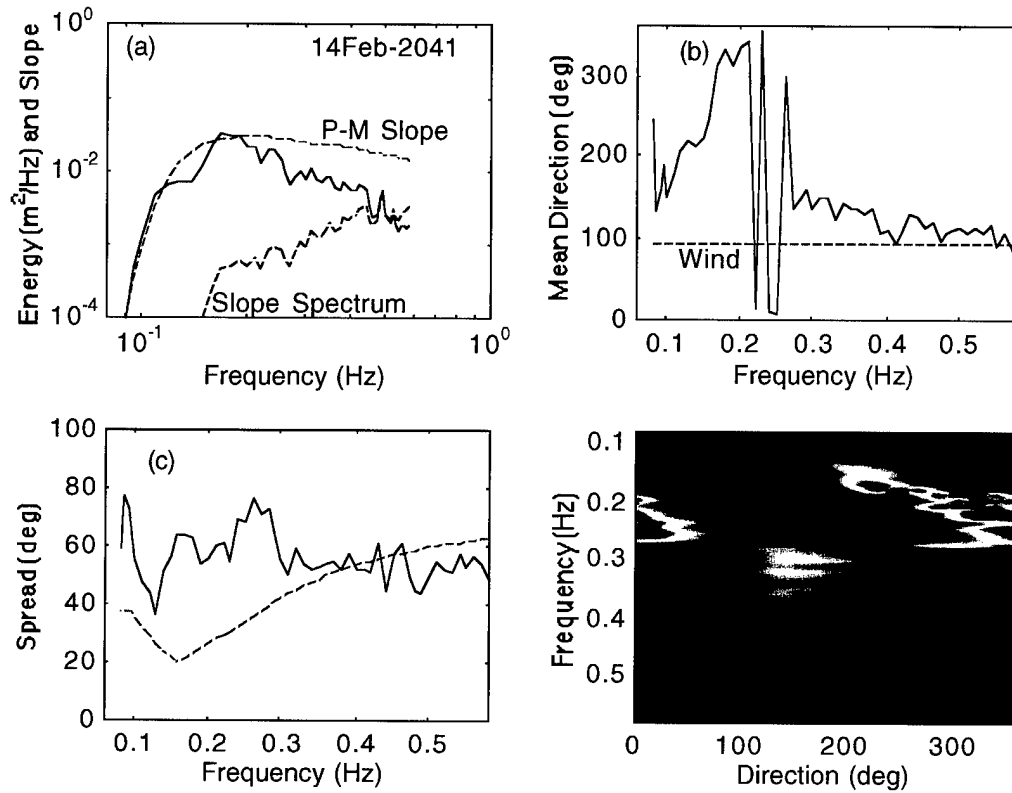 (a)
14Feb-2041
P-M Slope
Slope Spectrum
Energy (m²/Hz) and Slope
10⁰
10⁻²
10⁻⁴
10⁻¹
10⁰
Frequency (Hz)
(b)
Wind
Mean Direction (deg)
300
200
100
0
0.1
0.2
0.3
0.4
0.5
Frequency (Hz)
(c)
Spread (deg)
100
80
60
40
20
0
0.1
0.2
0.3
0.4
0.5
Frequency (Hz)
Frequency (Hz)
0.1
0.2
0.3
0.4
0.5
0
100
200
300
Direction (deg)